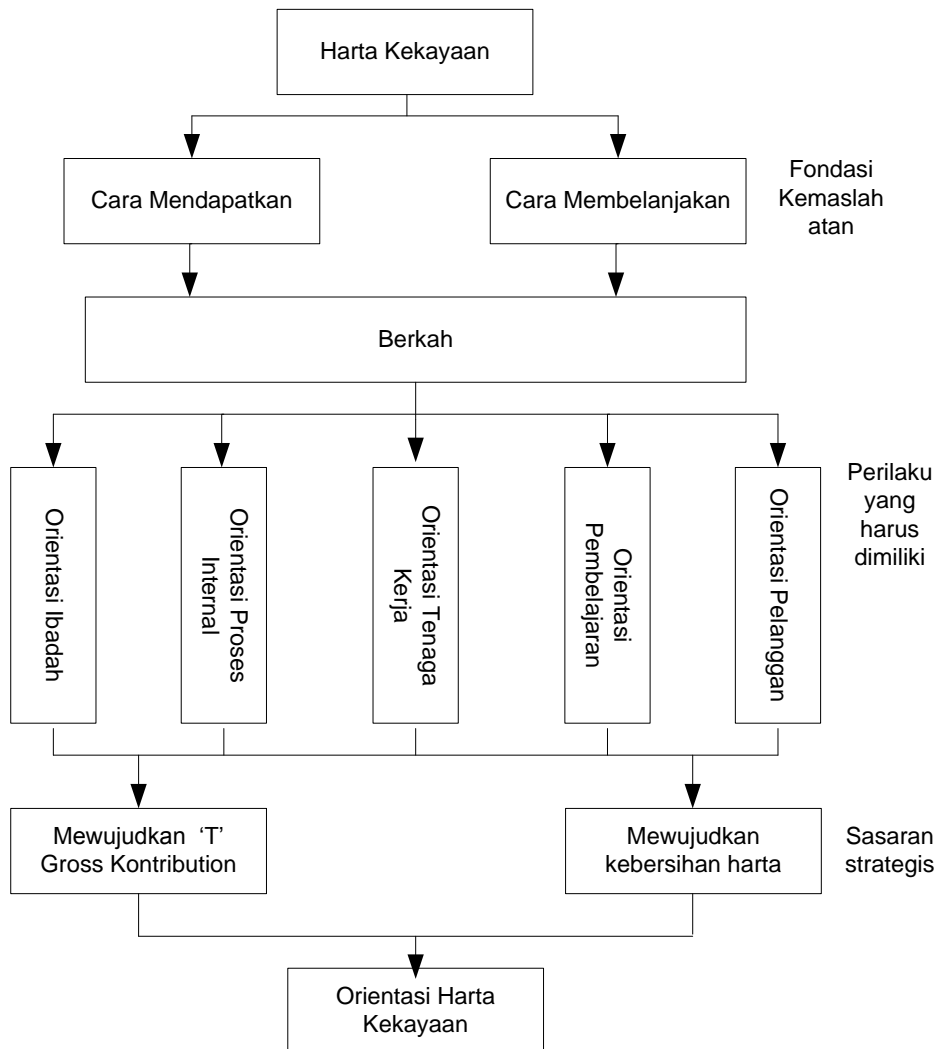 Harta Kekayaan
Cara Mendapatkan
Cara Membelanjakan
Fondasi
Kemaslah
atan
Berkah
Orientasi Ibadah
Orientasi Proses
Internal
Orientasi Tenaga
Kerja
Orientasi
Pembelajaran
Orientasi Pelanggan
Perilaku
yang
harus
dimiliki
Mewujudkan ‘T’
Gross Kontribution
Mewujudkan
kebersihan harta
Sasaran
strategis
Orientasi Harta
Kekayaan